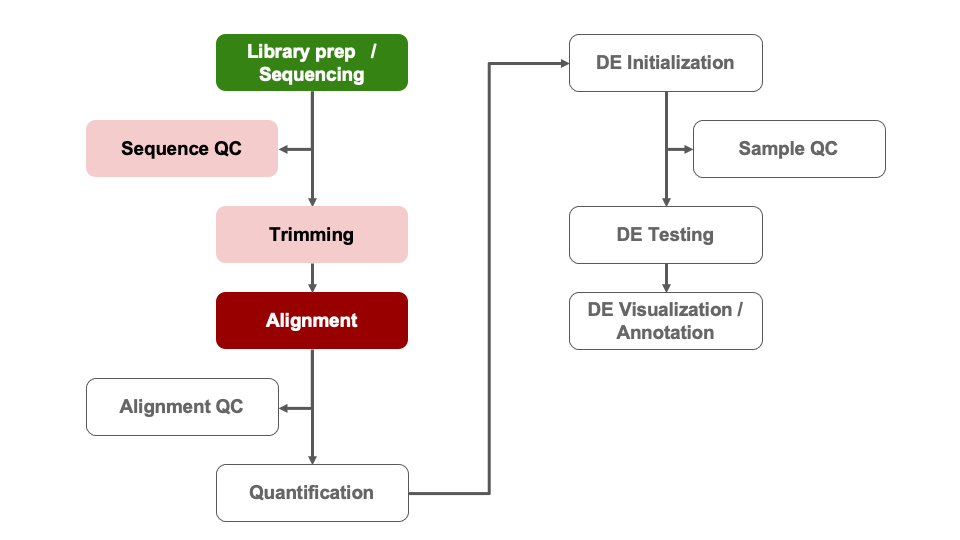 Library prep /
Sequencing
Sequence QC
Trimming
Alignment
Alignment QC
Quantification
DE Initialization
Sample QC
DE Testing
DE Visualization /
Annotation